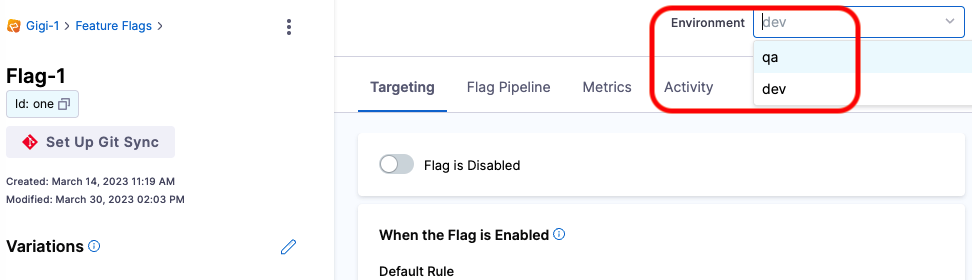 Gigi-1 > Feature Flags >
Flag-1
Id: one
Set Up Git Sync
Created: March 14, 2023 11:19 AM
Modified: March 30, 2023 02:03 PM
Variations
Environment
dev
qa
dev
Targeting
Flag Pipeline
Metrics
Activity
Flag is Disabled
When the Flag is Enabled
Default Rule